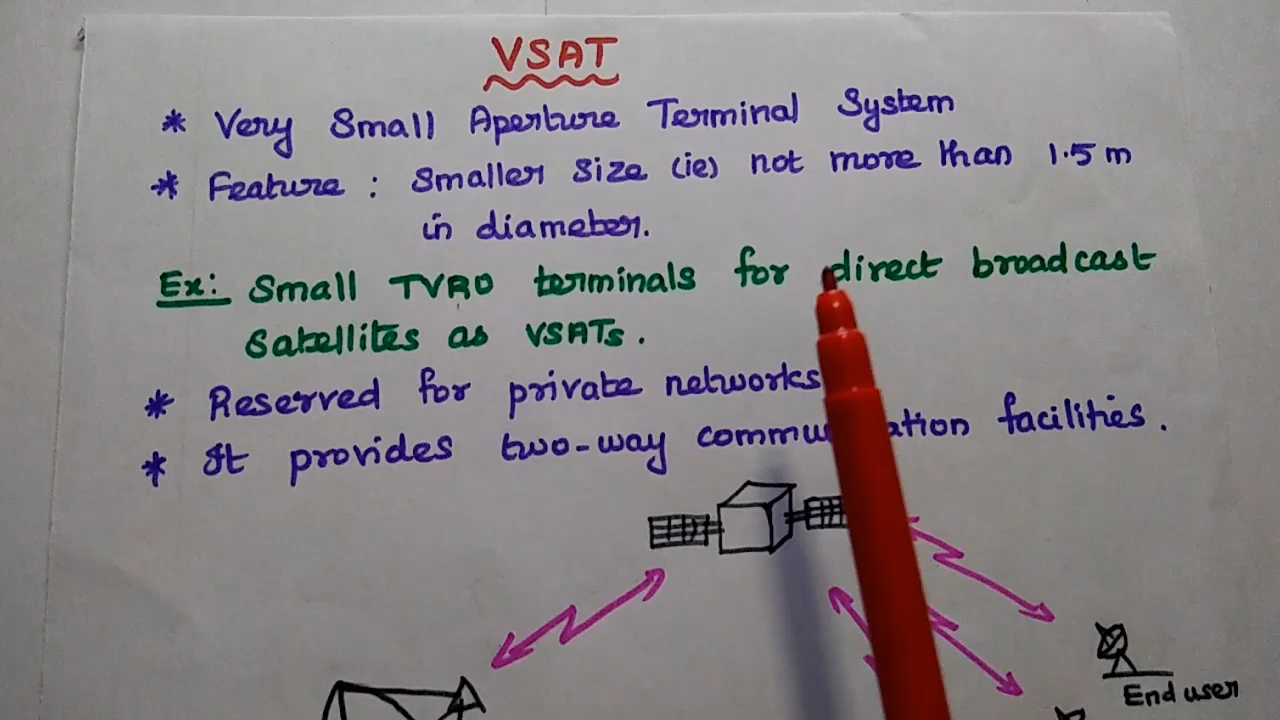 VSAT
* Very Small Aperture Terminal System
* Feature : Smaller Size (ie) not more than 1.5 m
in diameter.
Ex: Small TVRO terminals for direct broadcast
Satellites as VSATs.
* Reserved for private networks
* It provides two-way communication facilities.
End user